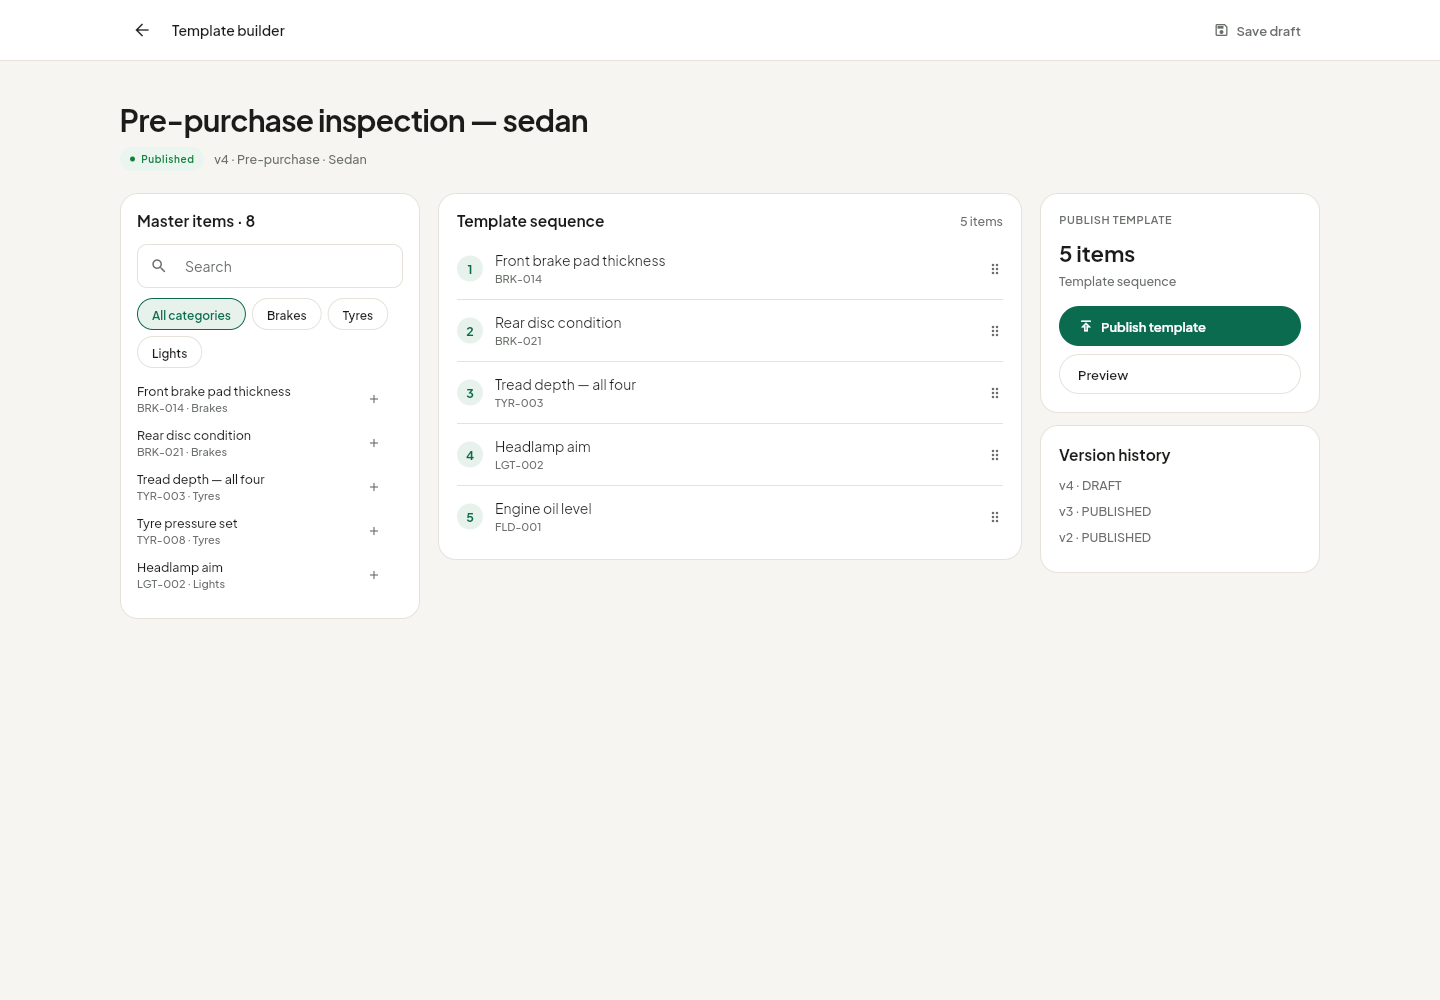 Template builder
Save draft
Pre-purchase inspection — sedan
Published
v4 · Pre-purchase · Sedan
Master items · 8
Search
All categories
Brakes
Tyres
Lights
Front brake pad thickness
BRK-014 · Brakes
Rear disc condition
BRK-021 · Brakes
Tread depth — all four
TYR-003 · Tyres
Tyre pressure set
TYR-008 · Tyres
Headlamp aim
LGT-002 · Lights
Template sequence
5 items
1
Front brake pad thickness
BRK-014
2
Rear disc condition
BRK-021
3
Tread depth — all four
TYR-003
4
Headlamp aim
LGT-002
5
Engine oil level
FLD-001
PUBLISH TEMPLATE
5 items
Template sequence
Publish template
Preview
Version history
v4 · DRAFT
v3 · PUBLISHED
v2 · PUBLISHED